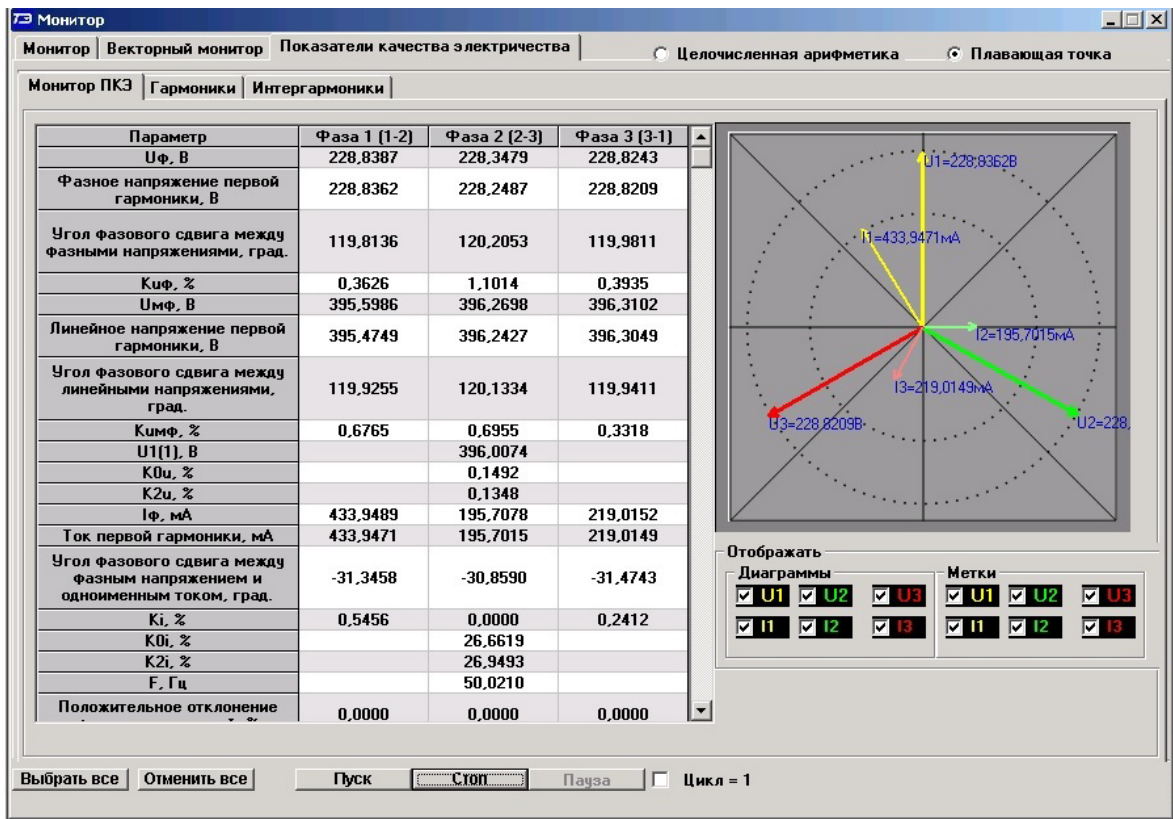 ТЭ Монитор
Монитор Векторный монитор Показатели качества электричества Целочисленная арифметика Плавающая точка
Монитор ПКЭ Гармоники Интергармоники
Параметр Фаза 1 (1-2) Фаза 2 (2-3) Фаза 3 (3-1)
Uф, В 228,8387 228,3479 228,8243
Фазное напряжение первой
гармоники, В 228,8362 228,2487 228,8209
Угол фазового сдвига между
фазными напряжениями, град. 119,8136 120,2053 119,9811
Kuф, % 0,3626 1,1014 0,3935
Uмф, В 395,5986 396,2698 396,3102
Линейное напряжение первой
гармоники, В 395,4749 396,2427 396,3049
Угол фазового сдвига между
линейными напряжениями,
град. 119,9255 120,1334 119,9411
Kuмф, % 0,6765 0,6955 0,3318
U1(1), В 396,0074
K0u, % 0,1492
K2u, % 0,1348
Iф, мА 433,9489 195,7078 219,0152
Ток первой гармоники, мА 433,9471 195,7015 219,0149
Угол фазового сдвига между
фазным напряжением и
одноименным током, град. -31,3458 -30,8590 -31,4743
Ki, % 0,5456 0,0000 0,2412
K0i, % 26,6619
K2i, % 26,9493
F, Гц 50,0210
Положительное отклонение
0,0000 0,0000 0,0000
U1=228,8362В
I1=433,9471мА
I2=195,7015мА
I3=219,0149мА
U3=228,8209В
U2=228,
Отображать
Диаграммы Метки
U1 U2 U3 U1 U2 U3
I1 I2 I3 I1 I2 I3
Выбрать все Отменить все Пуск Стоп Пауза Цикл = 1